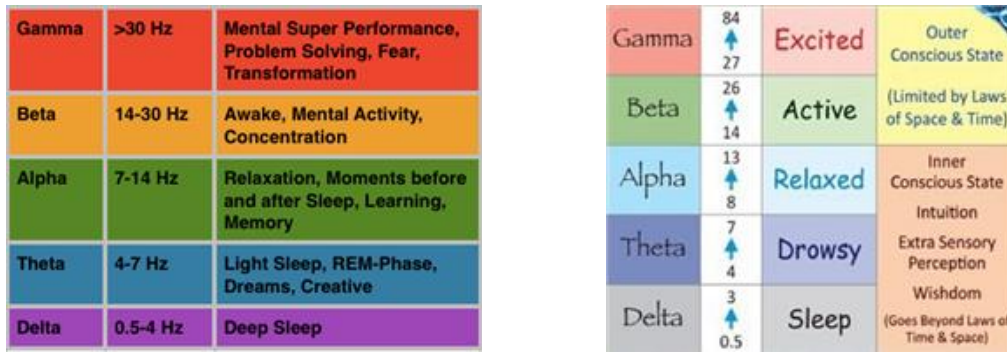 Gamma >30 Hz Mental Super Performance,
Problem Solving, Fear,
Transformation
Beta 14-30 Hz Awake, Mental Activity,
Concentration
Alpha 7-14 Hz Relaxation, Moments before
and after Sleep, Learning,
Memory
Theta 4-7 Hz Light Sleep, REM-Phase,
Dreams, Creative
Delta 0.5-4 Hz Deep Sleep
84
Gamma Excited
27
26
Beta Active
14
13
Alpha Relaxed
8
7
Theta Drowsy
4
3
Delta Sleep
0.5
Outer
Conscious State
(Limited by Laws
of Space & Time)
Inner
Conscious State
Intuition
Extra Sensory
Perception
Wishdom
(Goes Beyond Laws of
Time & Space)